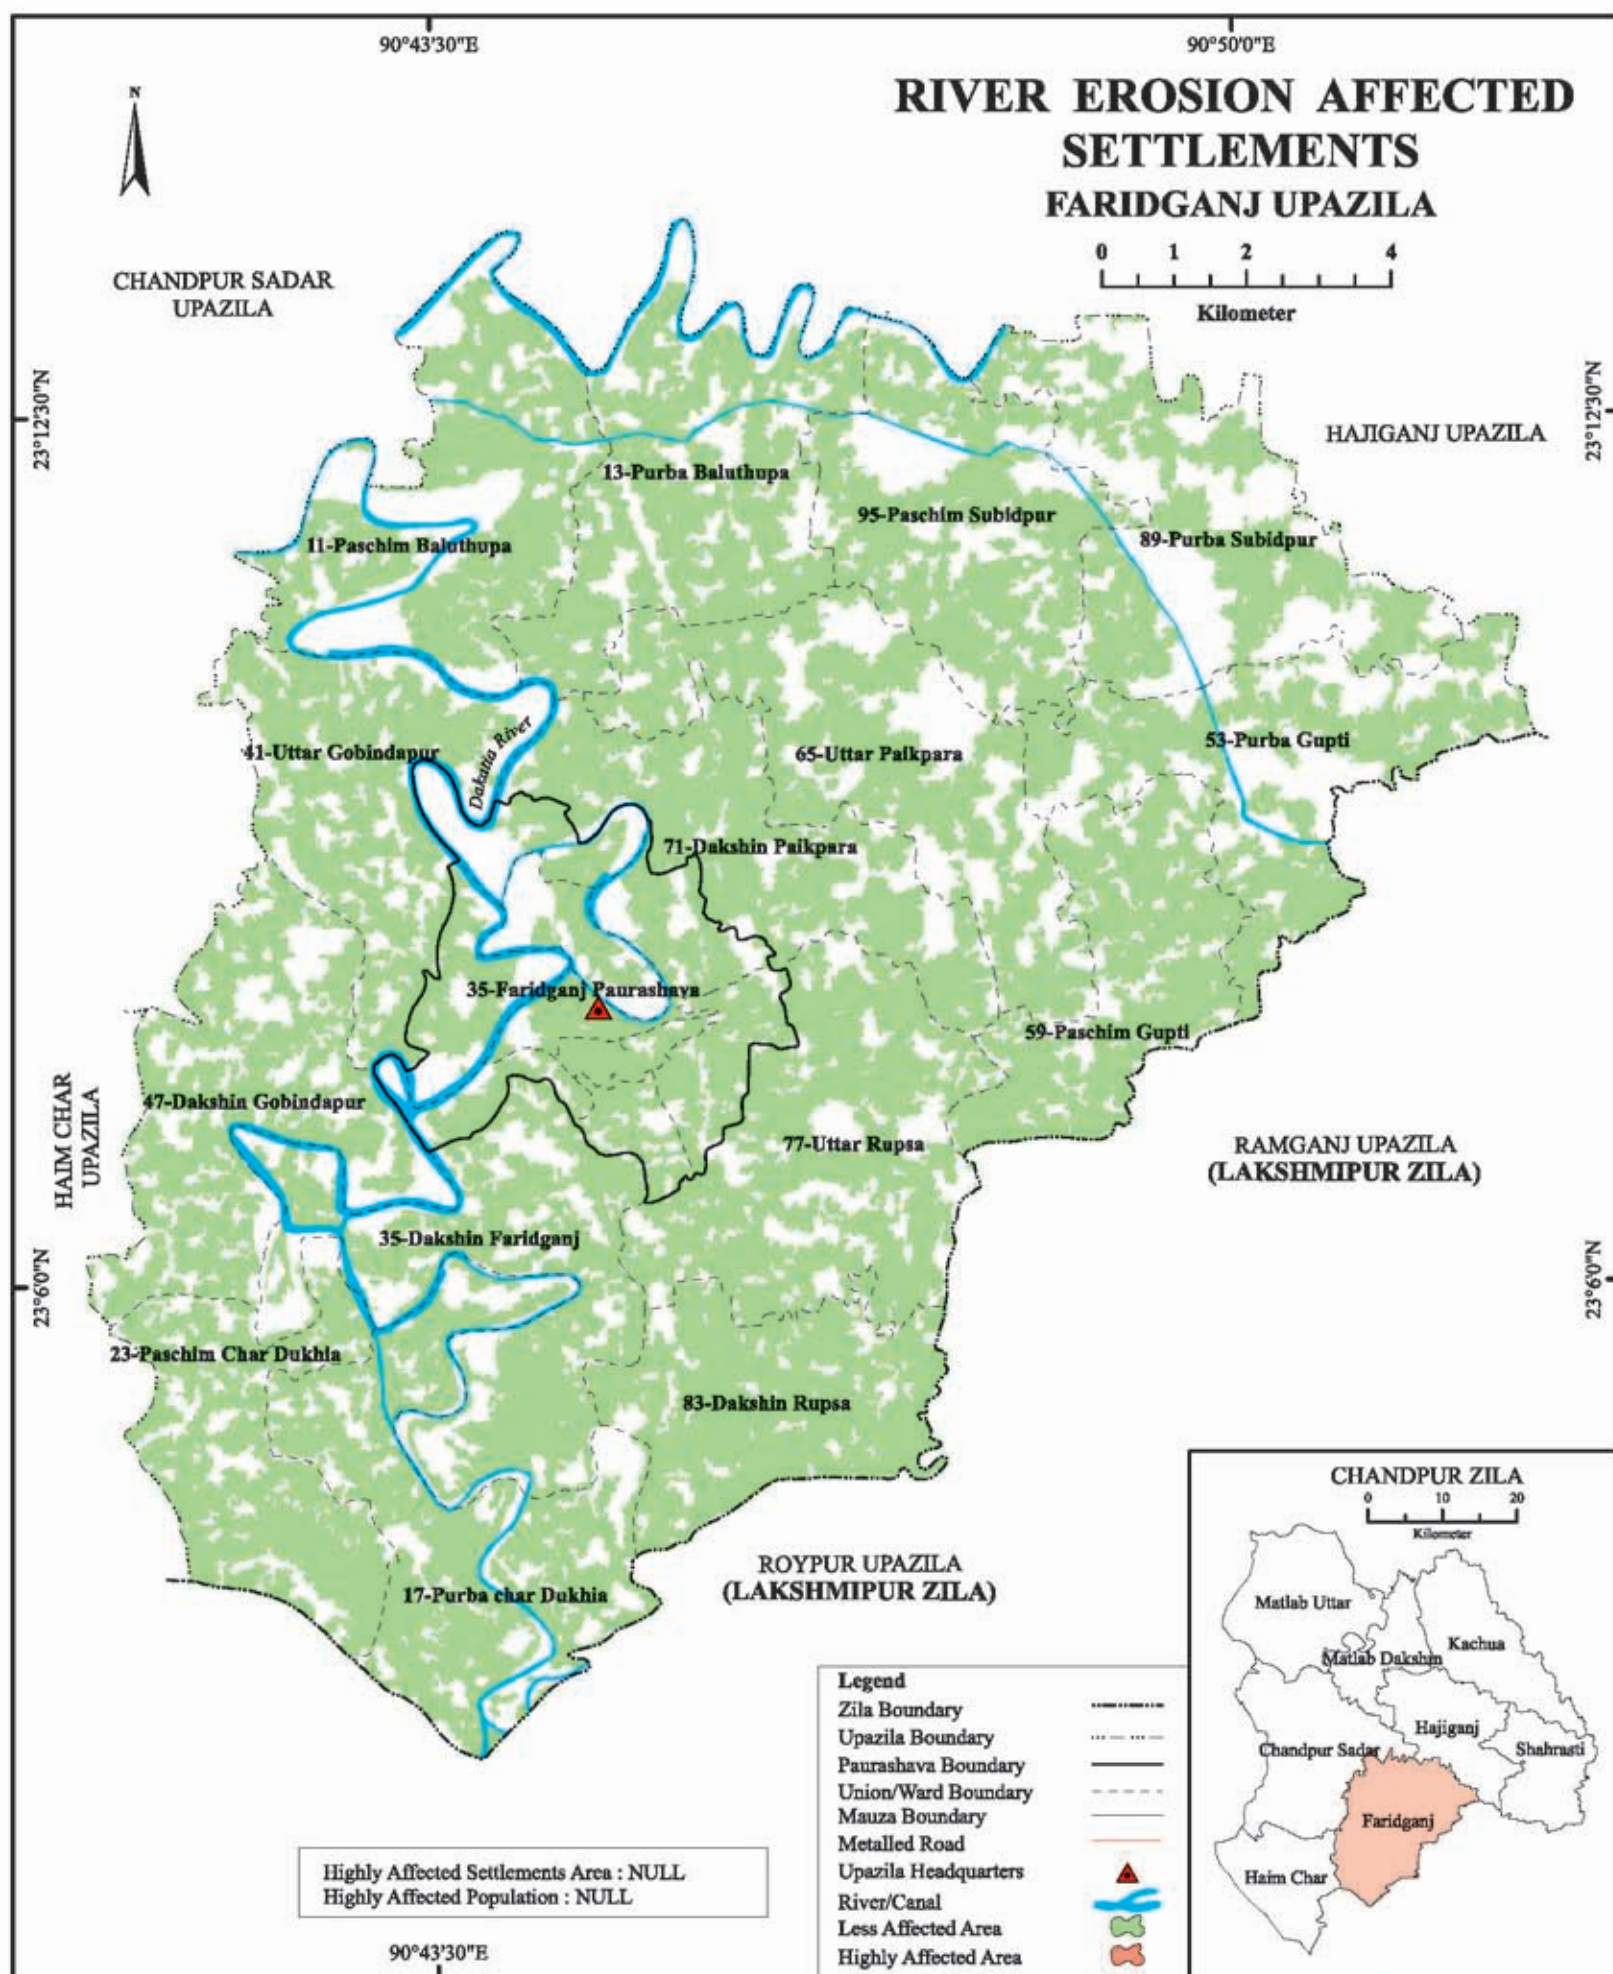 90°43'30"E
90°50'0"E
N
RIVER EROSION AFFECTED
SETTLEMENTS
FARIDGANJ UPAZILA
0 1 2 4
Kilometer
CHANDPUR SADAR
UPAZILA
23°12'30"N
23°12'30"N
HAJIGANJ UPAZILA
13-Purba Baluthupa
95-Paschim Subidpur
89-Purba Subidpur
11-Paschim Baluthupa
41-Uttar Gobindapur
Dakatia River
65-Uttar Paikpara
53-Purba Gupti
71-Dakshin Paikpara
35-Faridganj Paurashava
59-Paschim Gupti
HAIM CHAR
UPAZILA
47-Dakshin Gobindapur
77-Uttar Rupsa
RAMGANJ UPAZILA
(LAKSHMIPUR ZILA)
35-Dakshin Faridganj
23°6'0"N
23°6'0"N
23-Paschim Char Dukhia
83-Dakshin Rupsa
17-Purba char Dukhia
ROYPUR UPAZILA
(LAKSHMIPUR ZILA)
CHANDPUR ZILA
0 10 20
Kilometer
Matlab Uttar
Kachua
Matlab Dakshin
Hajiganj
Chandpur Sadar
Shahrasti
Faridganj
Haim Char
Legend
Zila Boundary
Upazila Boundary
Paurashava Boundary
Union/Ward Boundary
Mauza Boundary
Metalled Road
Upazila Headquarters
River/Canal
Less Affected Area
Highly Affected Area
Highly Affected Settlements Area : NULL
Highly Affected Population : NULL
90°43'30"E